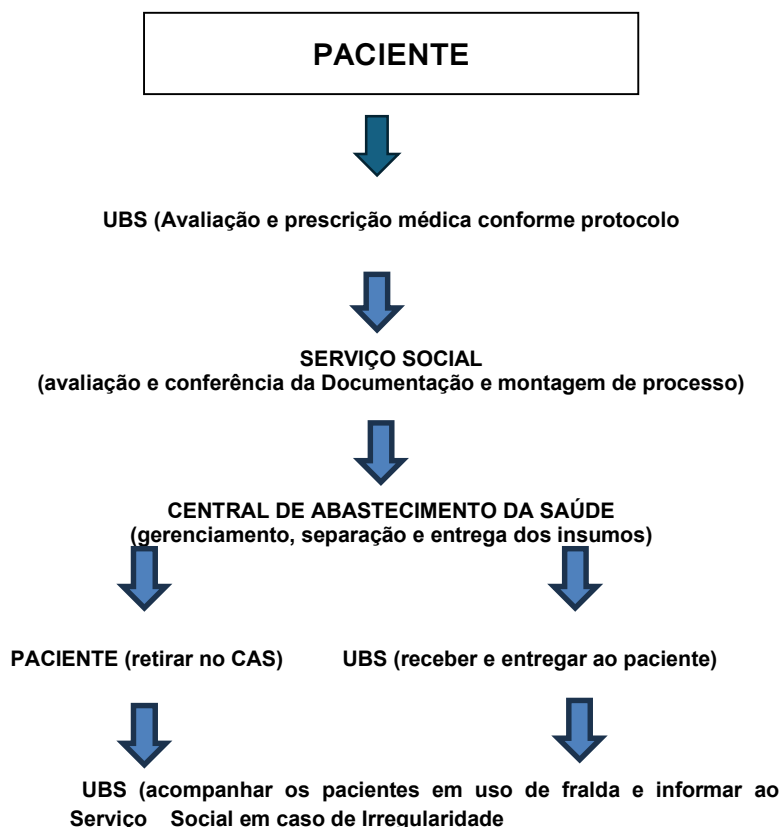 PACIENTE
UBS (Avaliação e prescrição médica conforme protocolo
SERVIÇO SOCIAL
(avaliação e conferência da Documentação e montagem de processo)
CENTRAL DE ABASTECIMENTO DA SAÚDE
(gerenciamento, separação e entrega dos insumos)
PACIENTE (retirar no CAS) UBS (receber e entregar ao paciente)
UBS (acompanhar os pacientes em uso de fralda e informar ao
Serviço Social em caso de Irregularidade